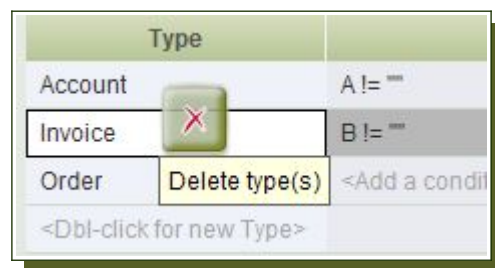 Type
Account A != ""
Invoice B != ""
Order <Add a condit
Delete type(s)
<Dbl-click for new Type>